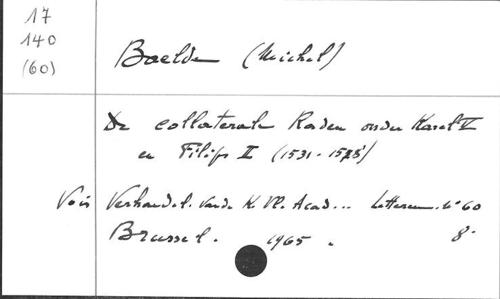 17
140
(60)
Baelde (Michel)
De collaterale Raden onder Karel V
en Filips II (1531-1578)
Voir Verhandel. van de K. Vl. Acad... Letteren. n° 60
Brussel. 1965. 8°